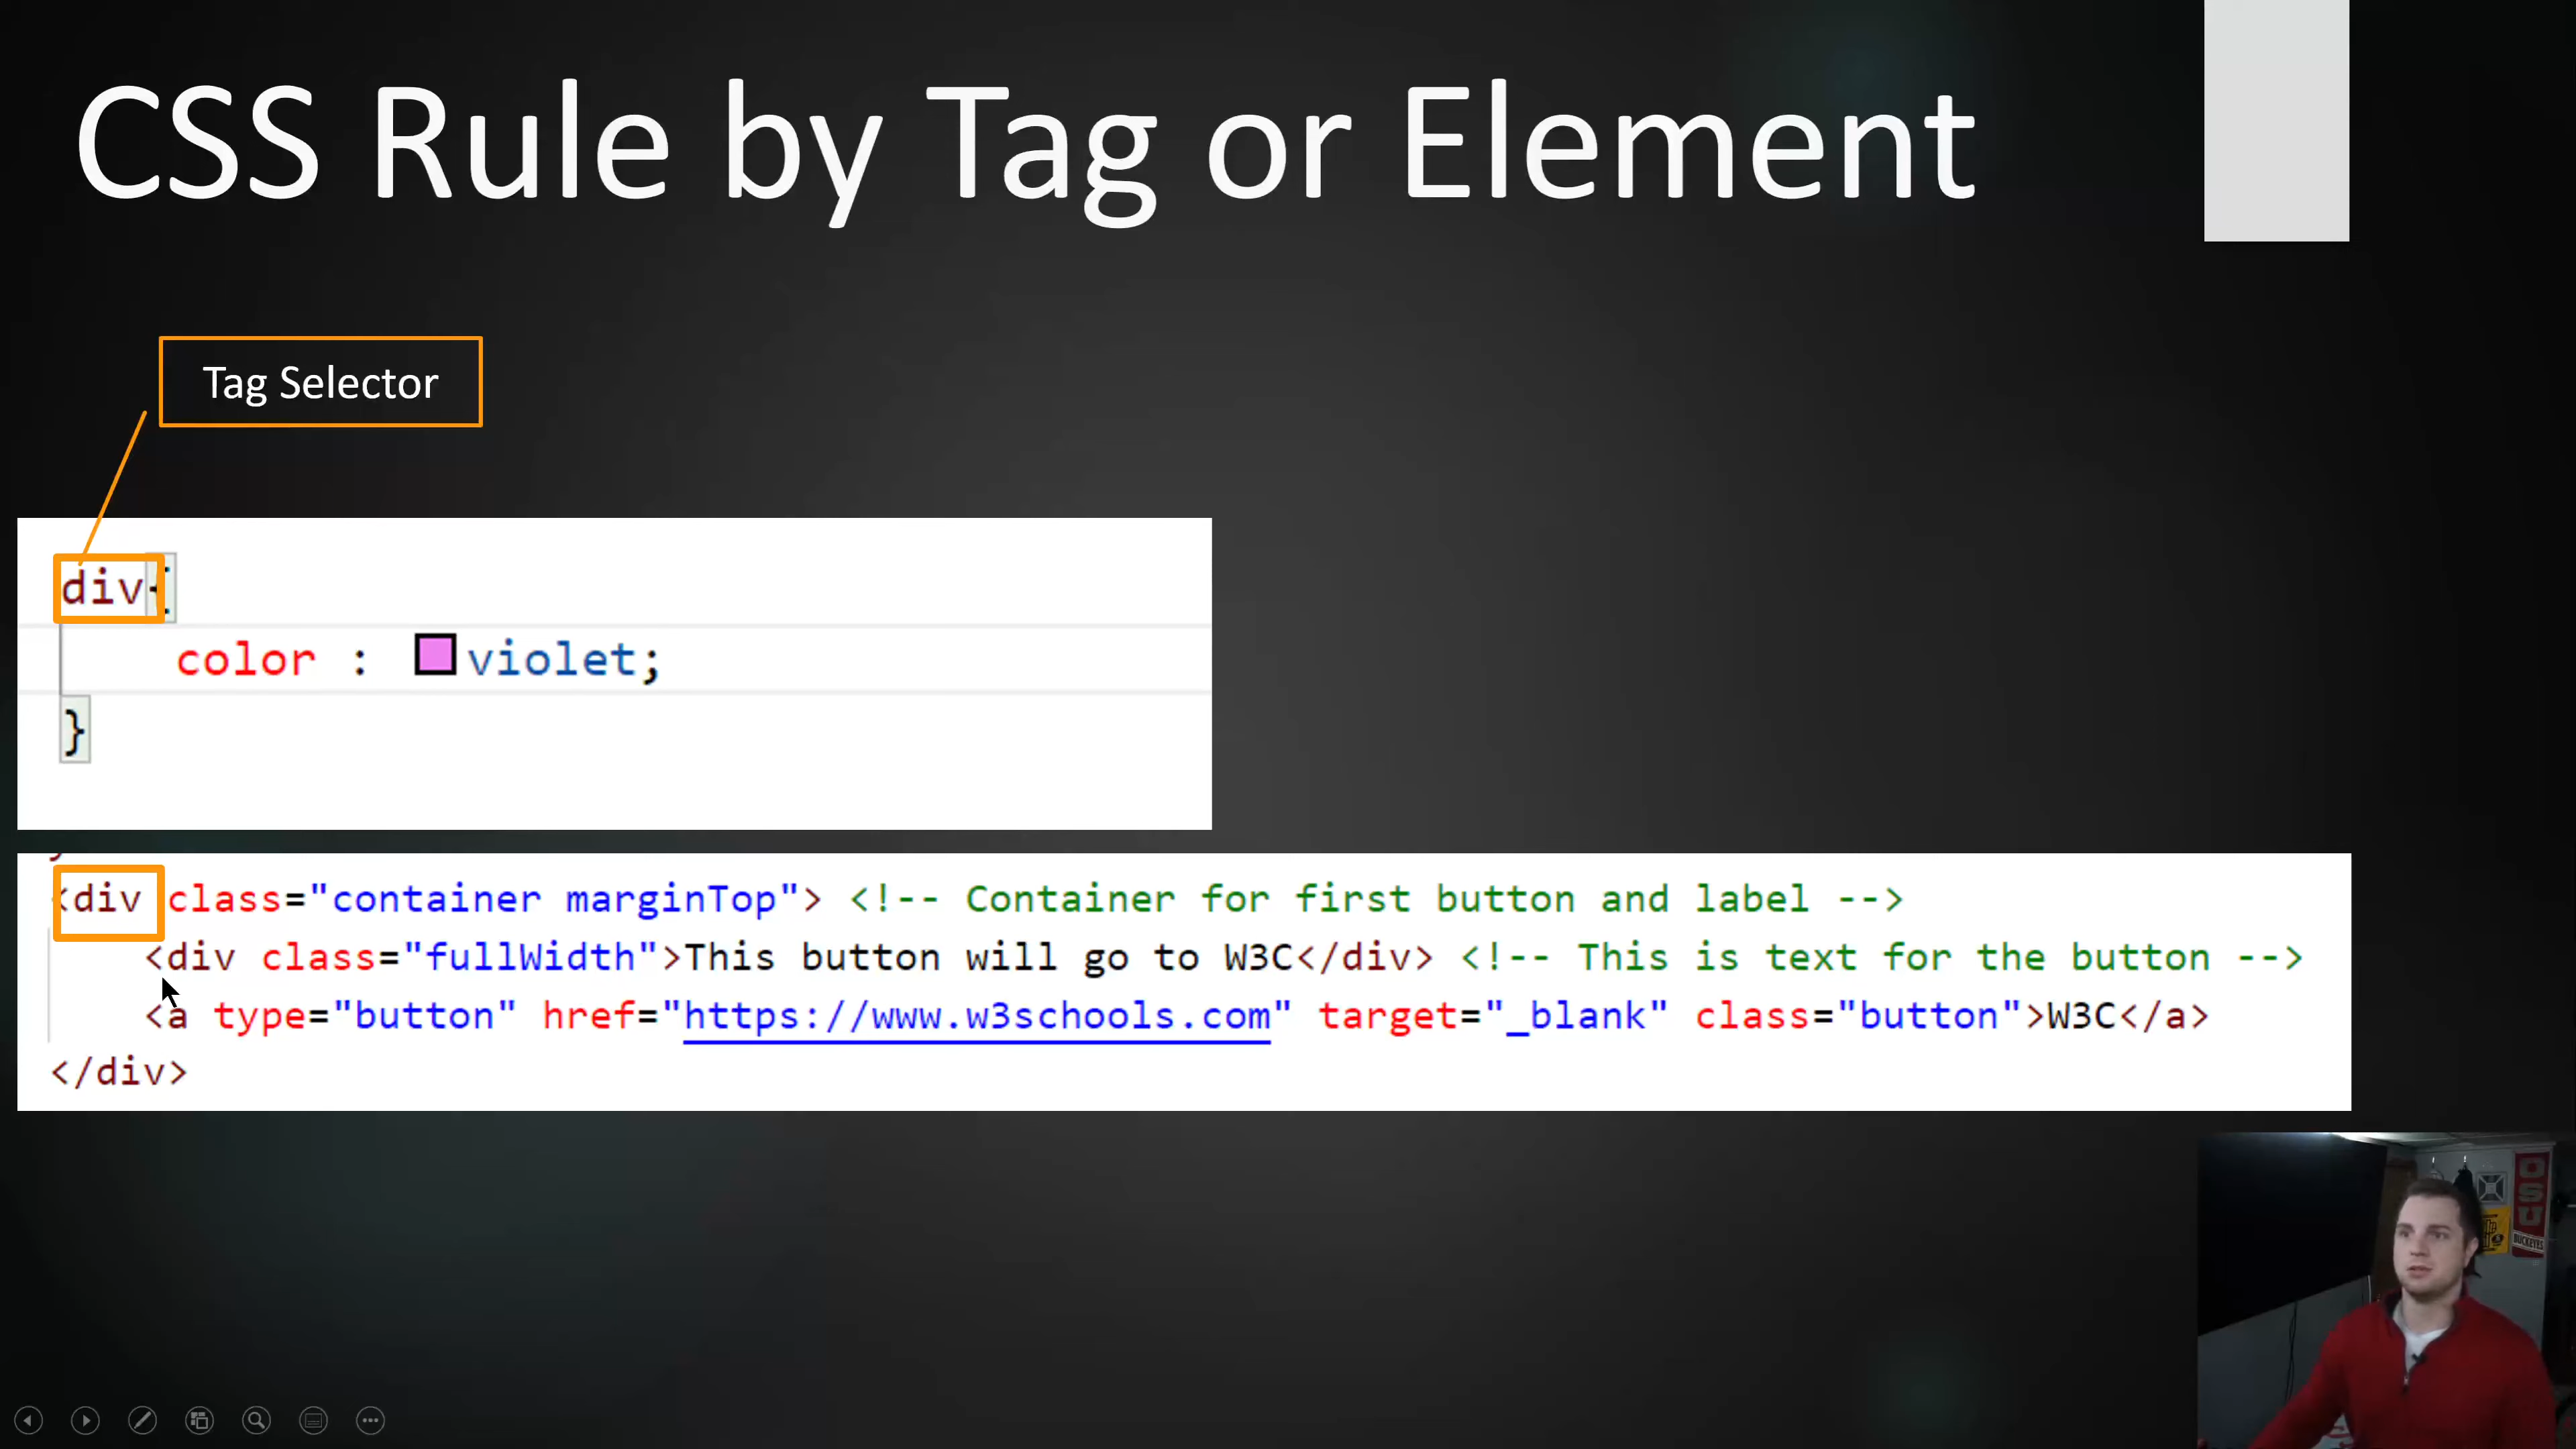 CSS Rule by Tag or Element
Tag Selector
div{
color : violet;
}
<div class="container marginTop"> <!-- Container for first button and label -->
<div class="fullWidth">This button will go to W3C</div> <!-- This is text for the button -->
<a type="button" href="https://www.w3schools.com" target="_blank" class="button">W3C</a>
</div>
OSU
BUCKEYES